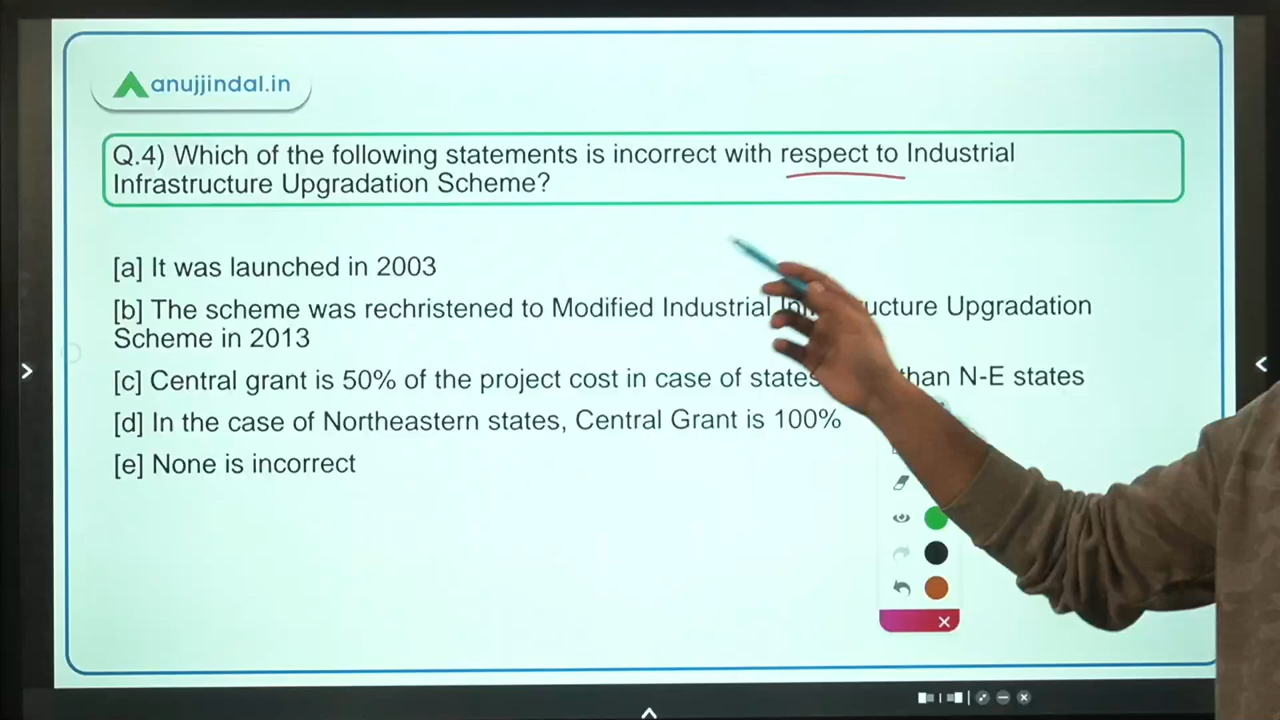 anujjindal.in
Q.4) Which of the following statements is incorrect with respect to Industrial
Infrastructure Upgradation Scheme?
[a] It was launched in 2003
[b] The scheme was rechristened to Modified Industrial ucture Upgradation
Scheme in 2013
[c] Central grant is 50% of the project cost in case of states than N-E states
[d] In the case of Northeastern states, Central Grant is 100%
[e] None is incorrect